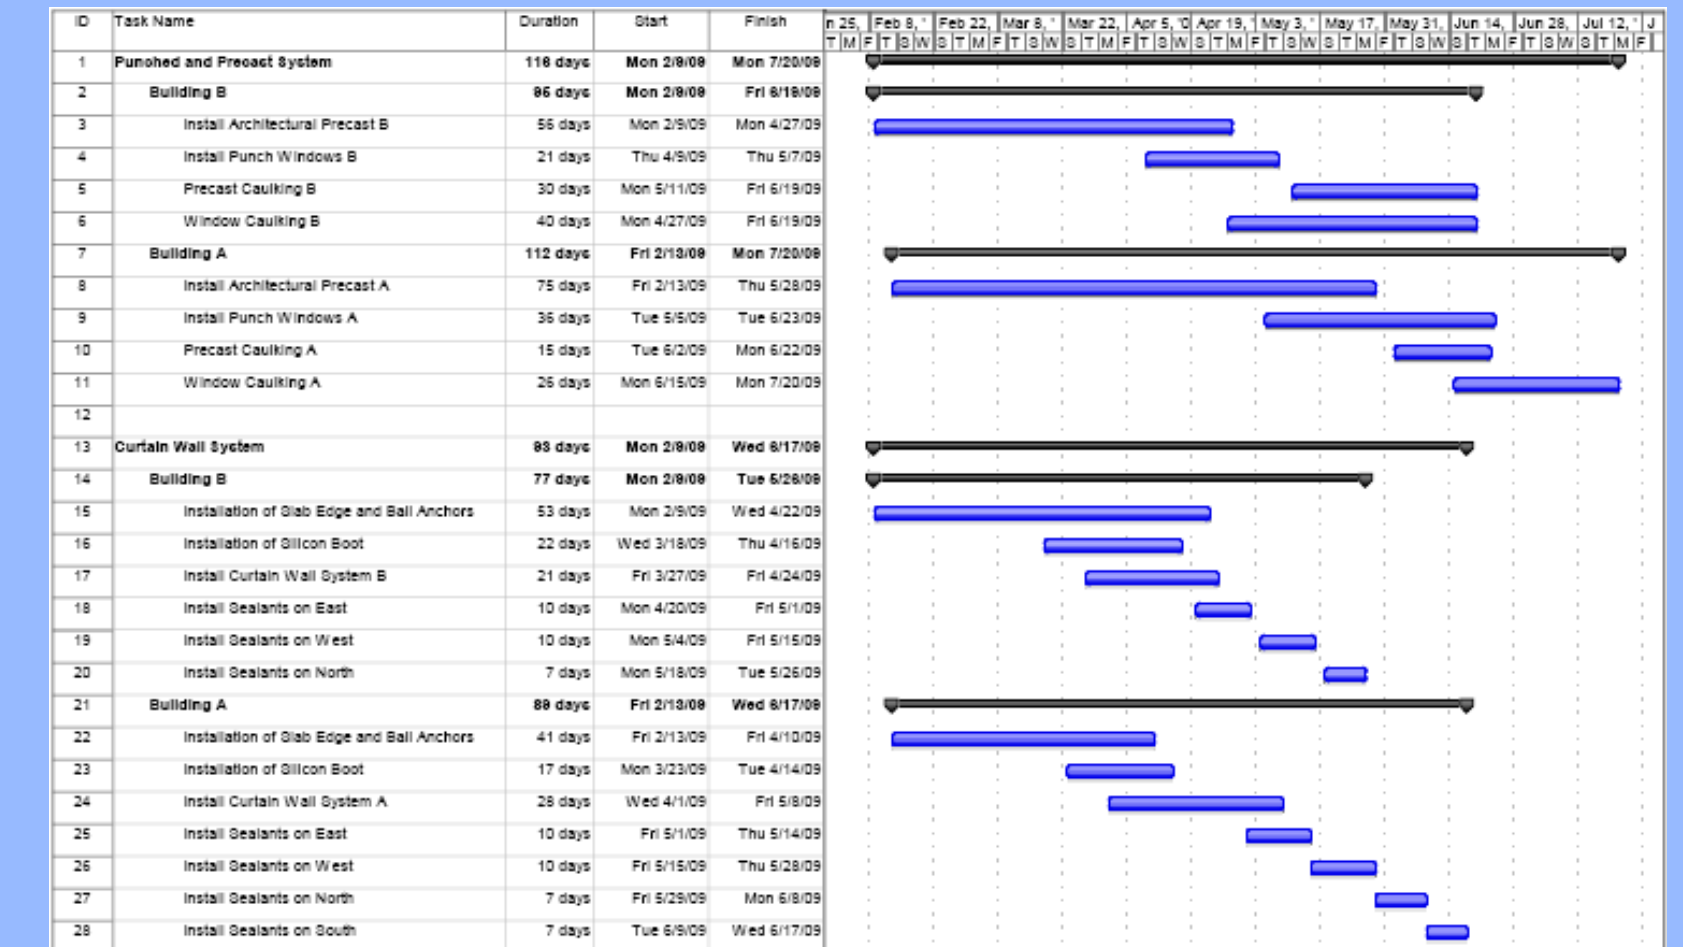 ID Task Name Duration Start Finish n 25, Feb 8, ' Feb 22, Mar 8, ' Mar 22, Apr 5, '0 Apr 19, ' May 3, ' May 17, May 31, Jun 14, Jun 28, Jul 12, ' J
T M F T S W S T M F T S W S T M F T S W S T M F T S W S T M F T S W S T M F T S W S T M F
1 Punched and Precast System 116 days Mon 2/9/09 Mon 7/20/09
2 Building B 95 days Mon 2/9/09 Fri 6/19/09
3 Install Architectural Precast B 56 days Mon 2/9/09 Mon 4/27/09
4 Install Punch Windows B 21 days Thu 4/9/09 Thu 5/7/09
5 Precast Caulking B 30 days Mon 5/11/09 Fri 6/19/09
6 Window Caulking B 40 days Mon 4/27/09 Fri 6/19/09
7 Building A 112 days Fri 2/13/09 Mon 7/20/09
8 Install Architectural Precast A 75 days Fri 2/13/09 Thu 5/28/09
9 Install Punch Windows A 36 days Tue 5/5/09 Tue 6/23/09
10 Precast Caulking A 15 days Tue 6/2/09 Mon 6/22/09
11 Window Caulking A 26 days Mon 6/15/09 Mon 7/20/09
12
13 Curtain Wall System 93 days Mon 2/9/09 Wed 6/17/09
14 Building B 77 days Mon 2/9/09 Tue 5/26/09
15 Installation of Slab Edge and Ball Anchors 53 days Mon 2/9/09 Wed 4/22/09
16 Installation of Silicon Boot 22 days Wed 3/18/09 Thu 4/16/09
17 Install Curtain Wall System B 21 days Fri 3/27/09 Fri 4/24/09
18 Install Sealants on East 10 days Mon 4/20/09 Fri 5/1/09
19 Install Sealants on West 10 days Mon 5/4/09 Fri 5/15/09
20 Install Sealants on North 7 days Mon 5/18/09 Tue 5/26/09
21 Building A 89 days Fri 2/13/09 Wed 6/17/09
22 Installation of Slab Edge and Ball Anchors 41 days Fri 2/13/09 Fri 4/10/09
23 Installation of Silicon Boot 17 days Mon 3/23/09 Tue 4/14/09
24 Install Curtain Wall System A 28 days Wed 4/1/09 Fri 5/8/09
25 Install Sealants on East 10 days Fri 5/1/09 Thu 5/14/09
26 Install Sealants on West 10 days Fri 5/15/09 Thu 5/28/09
27 Install Sealants on North 7 days Fri 5/29/09 Mon 6/8/09
28 Install Sealants on South 7 days Tue 6/9/09 Wed 6/17/09